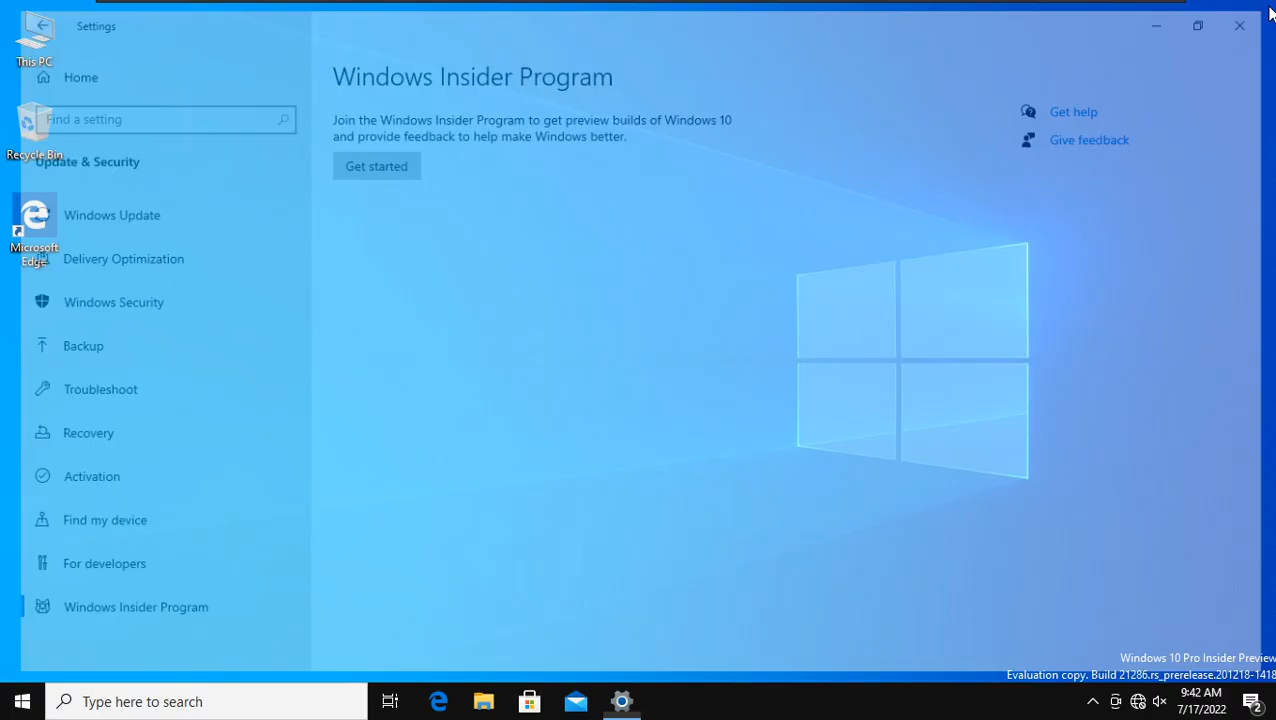 Settings
This PC
Home
Find a setting
Recycle Bin
Update & Security
Windows Update
Microsoft
Edge
Delivery Optimization
Windows Security
Backup
Troubleshoot
Recovery
Activation
Find my device
For developers
Windows Insider Program
Windows Insider Program
Join the Windows Insider Program to get preview builds of Windows 10
and provide feedback to help make Windows better.
Get started
Get help
Give feedback
Windows 10 Pro Insider Preview
Evaluation copy. Build 21286.rs_prerelease.201218-1418
Type here to search
9:42 AM
7/17/2022
2